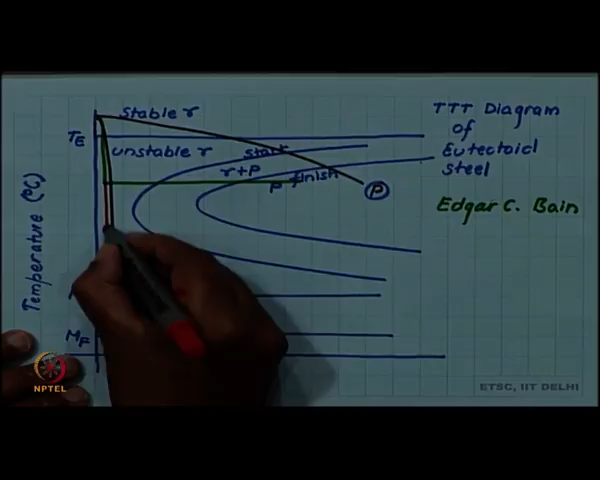 stable r
TTT Diagram
of
Eutectoid
steel
TE
unstable r
start
r+P
P finish
P
Edgar C. Bain
Temperature (°C)
MF
NPTEL
ETSC, IIT DELHI